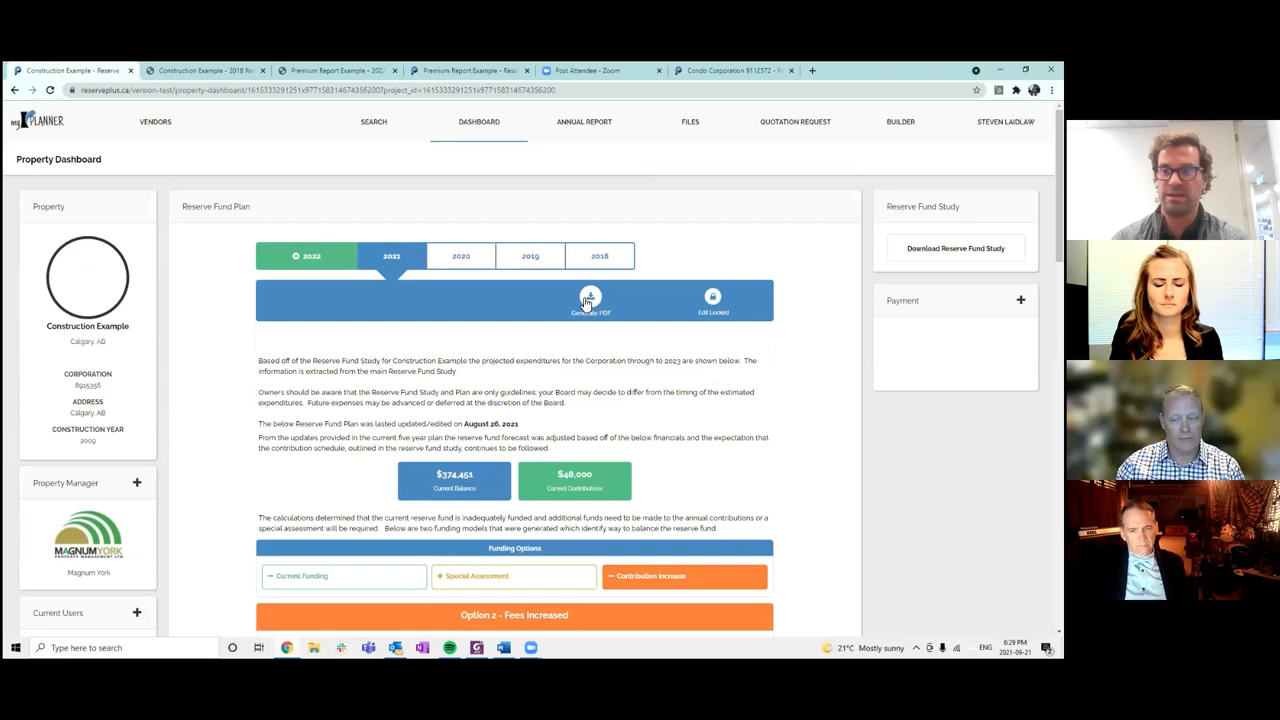 Construction Example - Reserve
Construction Example - 2018 Re
Premium Report Example - 202
Premium Report Example - Rese
Post Attendee - Zoom
Condo Corporation 9112572 - R
reserveplus.ca/version-test/property-dashboard/1615333291251x977158314674356200?project_id=1615333291251x977158314674356200
my PLANNER
VENDORS
SEARCH
DASHBOARD
ANNUAL REPORT
FILES
QUOTATION REQUEST
BUILDER
STEVEN LAIDLAW
Property Dashboard
Property
Construction Example
Calgary, AB
CORPORATION
8915356
ADDRESS
Calgary, AB
CONSTRUCTION YEAR
2009
Property Manager
MAGNUM YORK
PROPERTY MANAGEMENT LTD
Magnum York
Current Users
Reserve Fund Plan
2022
2021
2020
2019
2018
Generate PDF
Edit Locked
Based off of the Reserve Fund Study for Construction Example the projected expenditures for the Corporation through to 2023 are shown below. The
information is extracted from the main Reserve Fund Study.
Owners should be aware that the Reserve Fund Study and Plan are only guidelines; your Board may decide to differ from the timing of the estimated
expenditures. Future expenses may be advanced or deferred at the discretion of the Board.
The below Reserve Fund Plan was lasted updated/edited on August 26, 2021
From the updates provided in the current five year plan the reserve fund forecast was adjusted based off of the below financials and the expectation that
the contribution schedule, outlined in the reserve fund study, continues to be followed.
$374,451
Current Balance
$48,000
Current Contributions
The calculations determined that the current reserve fund is inadequately funded and additional funds need to be made to the annual contributions or a
special assessment will be required. Below are two funding models that were generated which identify way to balance the reserve fund.
Funding Options
Current Funding
Special Assessment
Contribution Increase
Option 2 - Fees Increased
Reserve Fund Study
Download Reserve Fund Study
Payment
Type here to search
21°C Mostly sunny
ENG
6:29 PM
2021-09-21